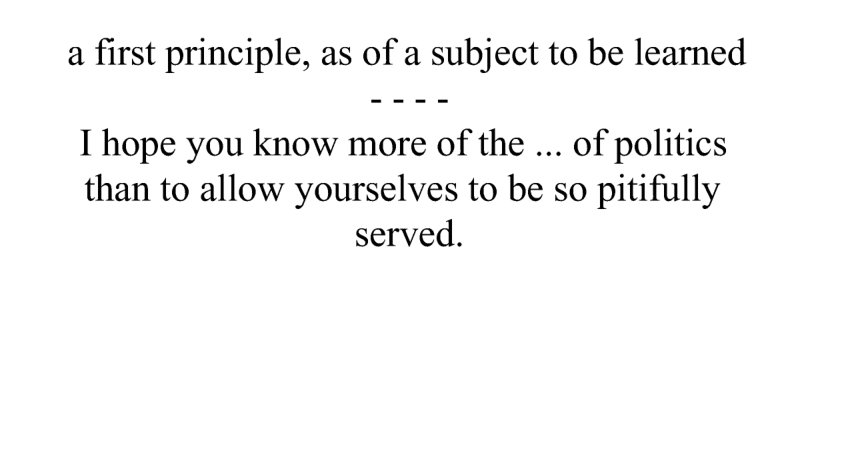 a first principle, as of a subject to be learned
- - - -
I hope you know more of the ... of politics
than to allow yourselves to be so pitifully
served.